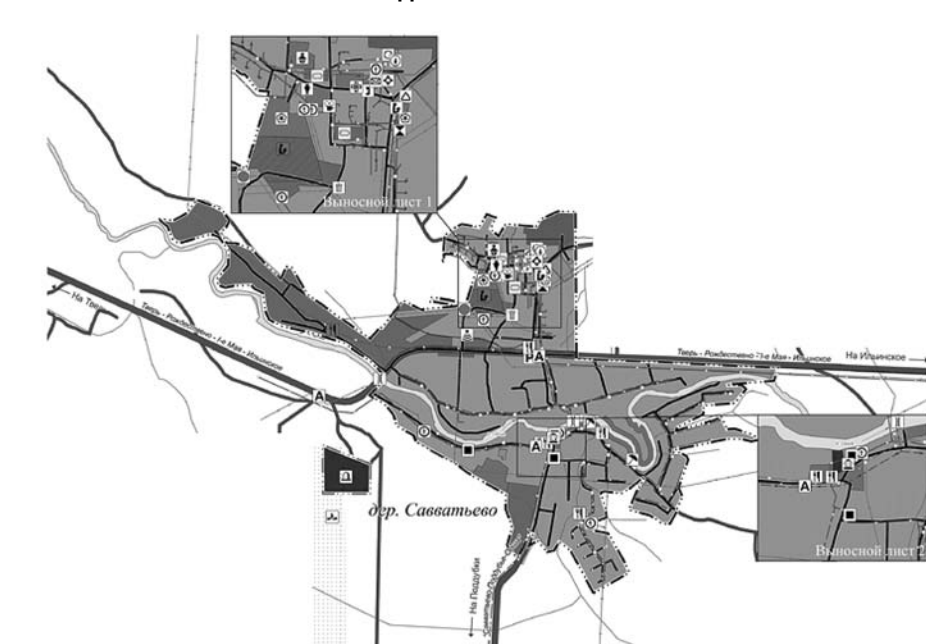 Выносной лист 1
На Тверь
Тверь - Рождествено - 1-е Мая - Ильинское
Тверь - Рождествено - 1-е Мая - Ильинское
На Ильинское
А
А
А
А
дер. Савватьево
Выносной лист 2
На Поддубки